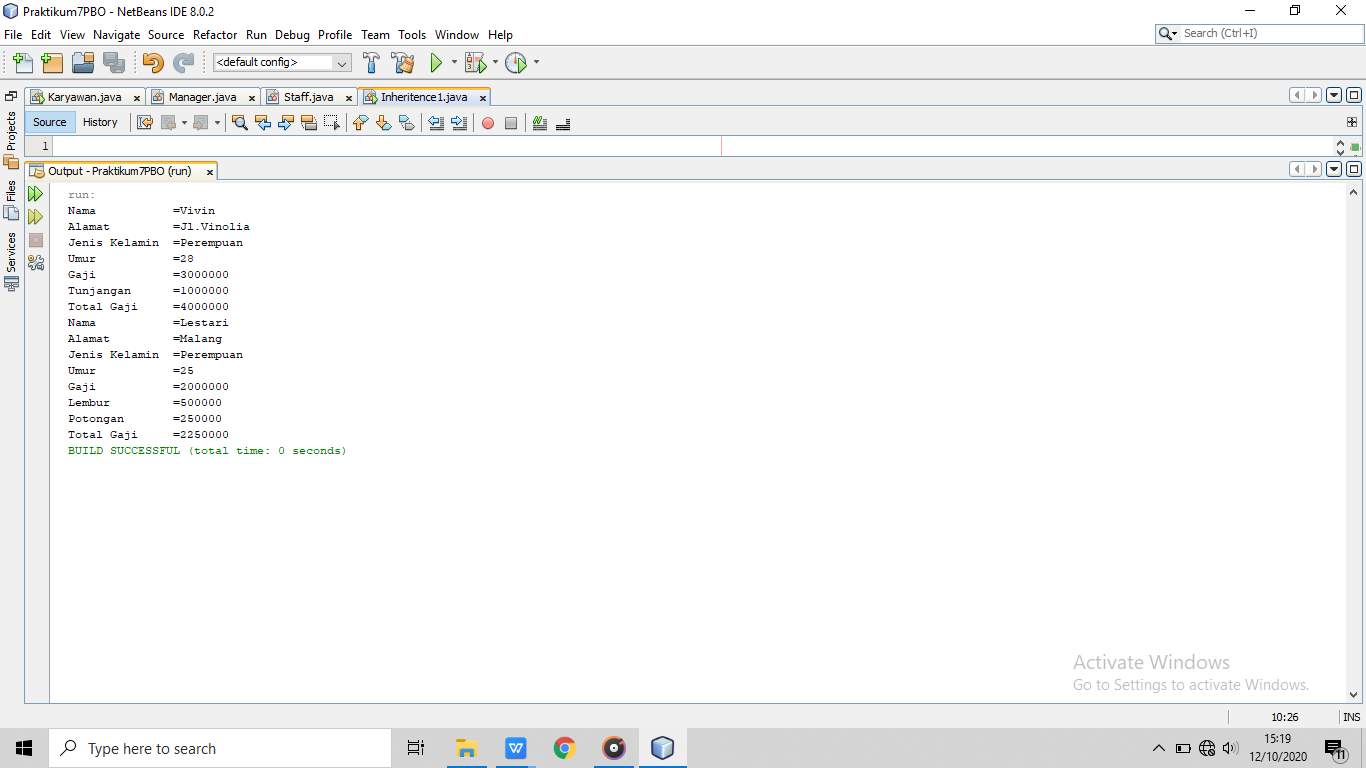 Praktikum7PBO - NetBeans IDE 8.0.2
File Edit View Navigate Source Refactor Run Debug Profile Team Tools Window Help
Search (Ctrl+I)
<default config>
Karyawan.java Manager.java Staff.java Inheritence1.java
Source History
1
Projects
Files
Services
Output - Praktikum7PBO (run)
run:
Nama =Vivin
Alamat =Jl.Vinolia
Jenis Kelamin =Perempuan
Umur =28
Gaji =3000000
Tunjangan =1000000
Total Gaji =4000000
Nama =Lestari
Alamat =Malang
Jenis Kelamin =Perempuan
Umur =25
Gaji =2000000
Lembur =500000
Potongan =250000
Total Gaji =2250000
BUILD SUCCESSFUL (total time: 0 seconds)
Activate Windows
Go to Settings to activate Windows.
10:26 INS
Type here to search
15:19
12/10/2020
11